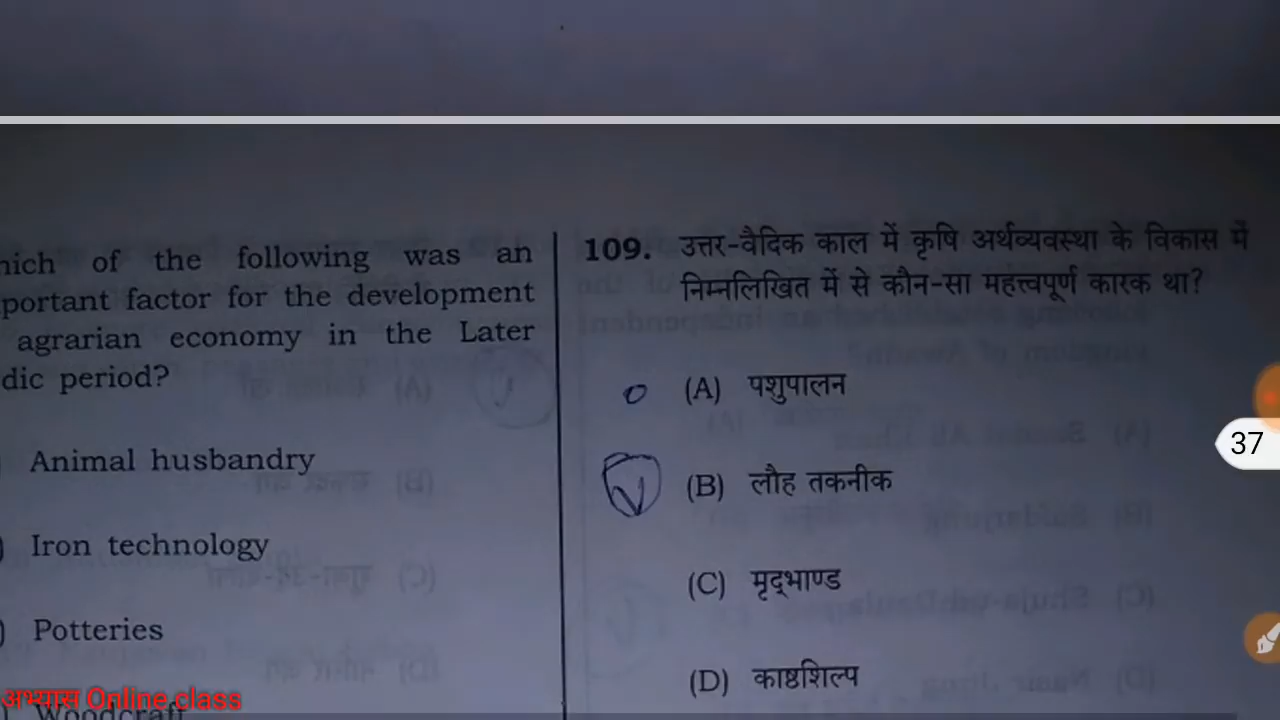 hich of the following was an
portant factor for the development
agrarian economy in the Later
dic period?
Animal husbandry
Iron technology
Potteries
Woodcraft
109. उत्तर-वैदिक काल में कृषि अर्थव्यवस्था के विकास में
निम्नलिखित में से कौन-सा महत्त्वपूर्ण कारक था?
(A) पशुपालन
(B) लौह तकनीक
(C) मृद्भाण्ड
(D) काष्ठशिल्प
37
अभ्यास Online class